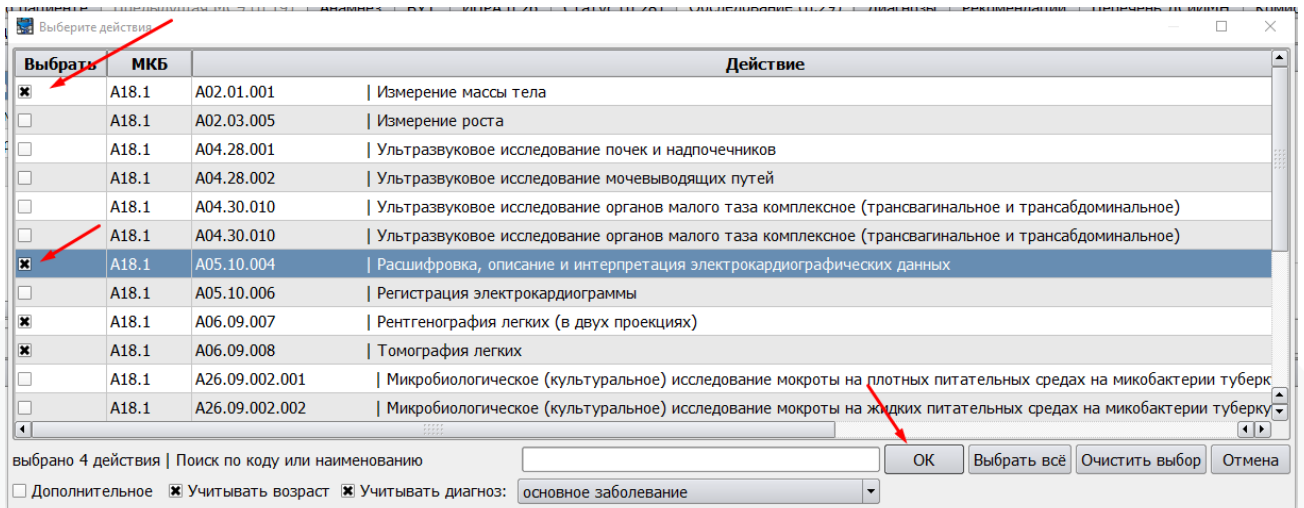 Выберите действия
Выбрать МКБ Действие
A18.1 A02.01.001 | Измерение массы тела
A18.1 A02.03.005 | Измерение роста
A18.1 A04.28.001 | Ультразвуковое исследование почек и надпочечников
A18.1 A04.28.002 | Ультразвуковое исследование мочевыводящих путей
A18.1 A04.30.010 | Ультразвуковое исследование органов малого таза комплексное (трансвагинальное и трансабдоминальное)
A18.1 A04.30.010 | Ультразвуковое исследование органов малого таза комплексное (трансвагинальное и трансабдоминальное)
A18.1 A05.10.004 | Расшифровка, описание и интерпретация электрокардиографических данных
A18.1 A05.10.006 | Регистрация электрокардиограммы
A18.1 A06.09.007 | Рентгенография легких (в двух проекциях)
A18.1 A06.09.008 | Томография легких
A18.1 A26.09.002.001 | Микробиологическое (культуральное) исследование мокроты на плотных питательных средах на микобактерии туберк
A18.1 A26.09.002.002 | Микробиологическое (культуральное) исследование мокроты на жидких питательных средах на микобактерии туберку
выбрано 4 действия | Поиск по коду или наименованию ОК Выбрать всё Очистить выбор Отмена
Дополнительное Учитывать возраст Учитывать диагноз: основное заболевание